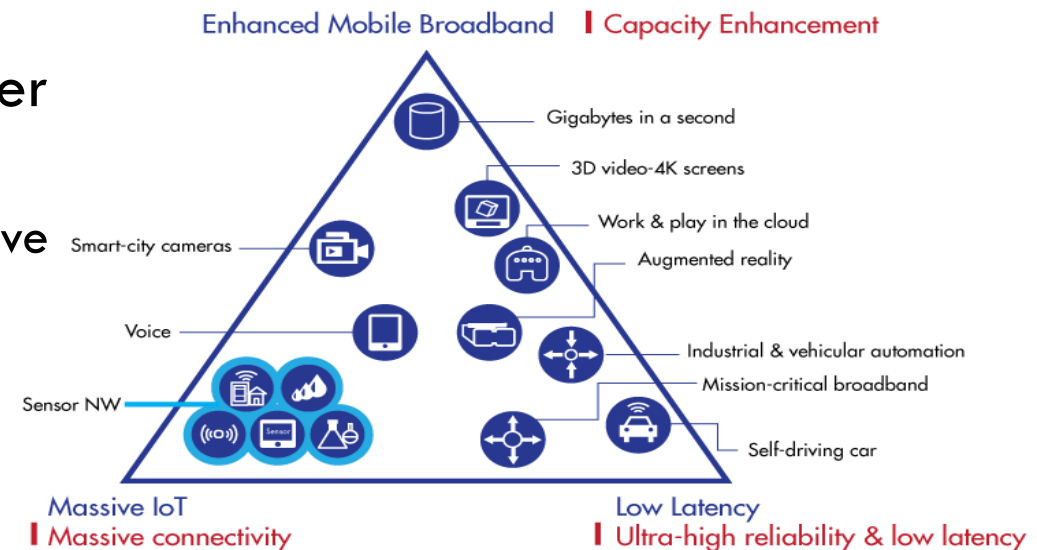 Enhanced Mobile Broadband
Capacity Enhancement
er
Gigabytes in a second
3D video-4K screens
Work & play in the cloud
ve
Smart-city cameras
Augmented reality
Voice
Industrial & vehicular automation
Mission-critical broadband
Sensor NW
Sensor
Self-driving car
Massive IoT
Massive connectivity
Low Latency
Ultra-high reliability & low latency